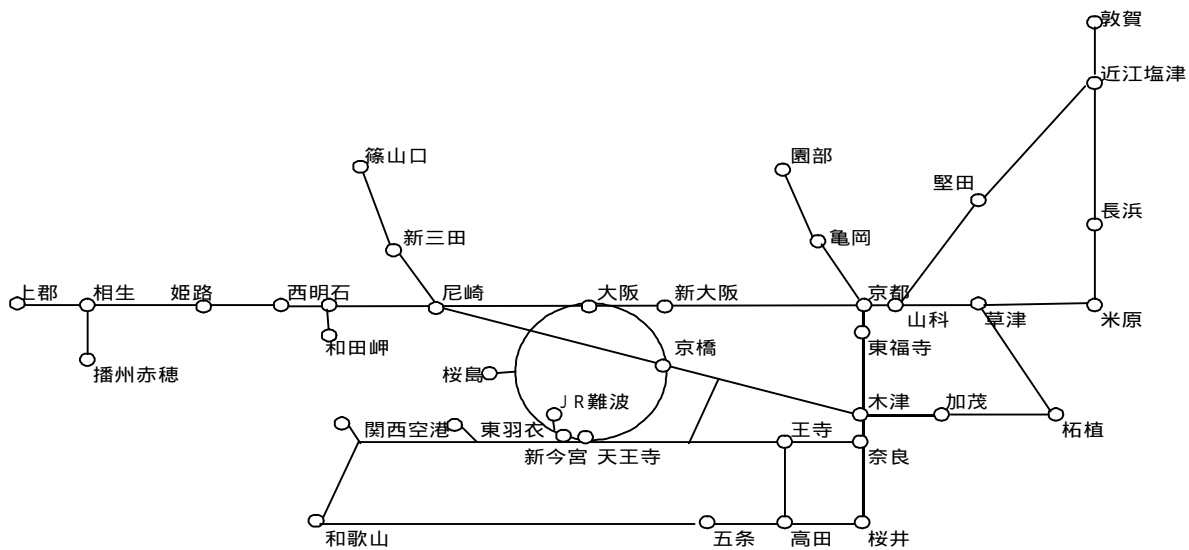 敦賀
近江塩津
篠山口
園部
堅田
長浜
新三田
亀岡
上郡
相生
姫路
西明石
尼崎
大阪
新大阪
京都
山科
草津
米原
和田岬
東福寺
京橋
播州赤穂
桜島
JR難波
木津
加茂
柘植
関西空港
東羽衣
新今宮
天王寺
王寺
奈良
和歌山
五条
高田
桜井